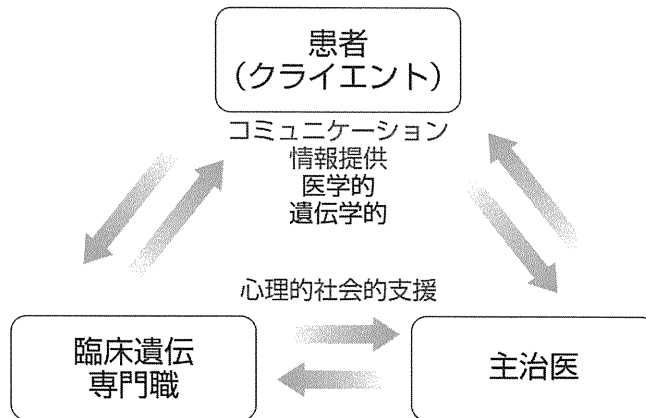 患者
（クライエント）
コミュニケーション
情報提供
医学的
遺伝学的
心理的社会的支援
臨床遺伝
専門職
主治医